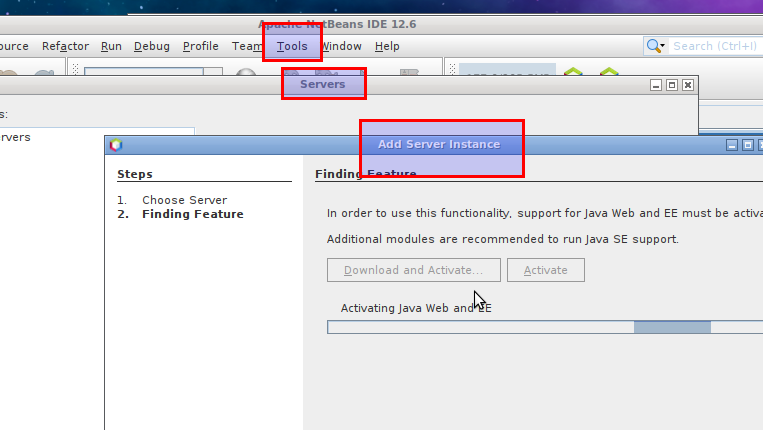 Apache NetBeans IDE 12.6
ource Refactor Run Debug Profile Team Tools Window Help Search (Ctrl+I)
Servers
s:
rvers
Add Server Instance
Steps
1. Choose Server
2. Finding Feature
Finding Feature
In order to use this functionality, support for Java Web and EE must be activa
Additional modules are recommended to run Java SE support.
Download and Activate... Activate
Activating Java Web and EE